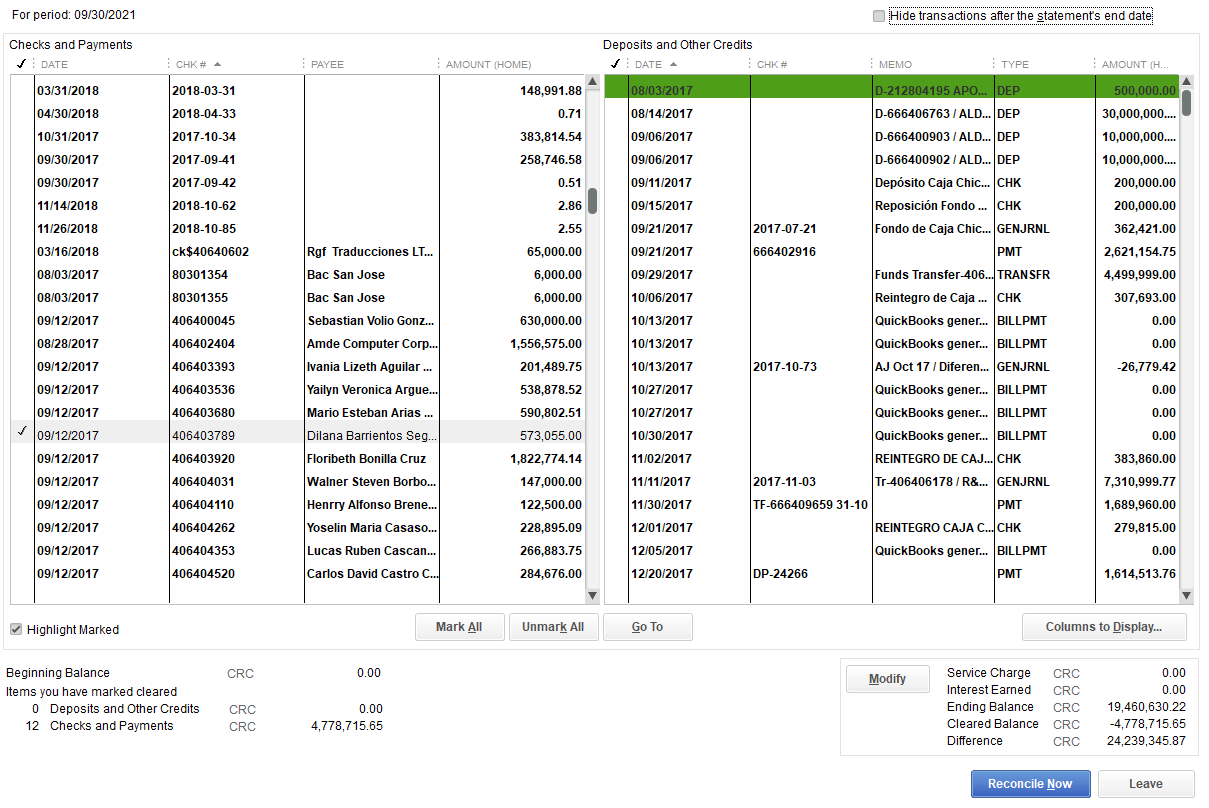 For period: 09/30/2021
Hide transactions after the statement's end date
Checks and Payments
✓ DATE CHK # PAYEE AMOUNT (HOME)
03/31/2018 2018-03-31 148,991.88
04/30/2018 2018-04-33 0.71
10/31/2017 2017-10-34 383,814.54
09/30/2017 2017-09-41 258,746.58
09/30/2017 2017-09-42 0.51
11/14/2018 2018-10-62 2.86
11/26/2018 2018-10-85 2.55
03/16/2018 ck$40640602 Rgf Traducciones LT... 65,000.00
08/03/2017 80301354 Bac San Jose 6,000.00
08/03/2017 80301355 Bac San Jose 6,000.00
09/12/2017 406400045 Sebastian Volio Gonz... 630,000.00
08/28/2017 406402404 Amde Computer Corp... 1,556,575.00
09/12/2017 406403393 Ivania Lizeth Aguilar ... 201,489.75
09/12/2017 406403536 Yailyn Veronica Argue... 538,878.52
09/12/2017 406403680 Mario Esteban Arias ... 590,802.51
✓ 09/12/2017 406403789 Dilana Barrientos Seg... 573,055.00
09/12/2017 406403920 Floribeth Bonilla Cruz 1,822,774.14
09/12/2017 406404031 Walner Steven Borbo... 147,000.00
09/12/2017 406404110 Henrry Alfonso Brene... 122,500.00
09/12/2017 406404262 Yoselin Maria Casaso... 228,895.09
09/12/2017 406404353 Lucas Ruben Cascan... 266,883.75
09/12/2017 406404520 Carlos David Castro C... 284,676.00
Deposits and Other Credits
✓ DATE CHK # MEMO TYPE AMOUNT (H...
08/03/2017 D-212804195 APO... DEP 500,000.00
08/14/2017 D-666406763 / ALD... DEP 30,000,000....
09/06/2017 D-666400903 / ALD... DEP 10,000,000....
09/06/2017 D-666400902 / ALD... DEP 10,000,000....
09/11/2017 Depósito Caja Chic... CHK 200,000.00
09/15/2017 Reposición Fondo ... CHK 200,000.00
09/21/2017 2017-07-21 Fondo de Caja Chic... GENJRNL 362,421.00
09/21/2017 666402916 PMT 2,621,154.75
09/29/2017 Funds Transfer-406... TRANSFR 4,499,999.00
10/06/2017 Reintegro de Caja ... CHK 307,693.00
10/13/2017 QuickBooks gener... BILLPMT 0.00
10/13/2017 QuickBooks gener... BILLPMT 0.00
10/13/2017 2017-10-73 AJ Oct 17 / Diferen... GENJRNL -26,779.42
10/27/2017 QuickBooks gener... BILLPMT 0.00
10/27/2017 QuickBooks gener... BILLPMT 0.00
10/30/2017 QuickBooks gener... BILLPMT 0.00
11/02/2017 REINTEGRO DE CAJ... CHK 383,860.00
11/11/2017 2017-11-03 Tr-406406178 / R&... GENJRNL 7,310,999.77
11/30/2017 TF-666409659 31-10 PMT 1,689,960.00
12/01/2017 REINTEGRO CAJA C... CHK 279,815.00
12/05/2017 QuickBooks gener... BILLPMT 0.00
12/20/2017 DP-24266 PMT 1,614,513.76
Highlight Marked
Mark All
Unmark All
Go To
Columns to Display...
Beginning Balance CRC 0.00
Items you have marked cleared
0 Deposits and Other Credits CRC 0.00
12 Checks and Payments CRC 4,778,715.65
Modify
Service Charge CRC 0.00
Interest Earned CRC 0.00
Ending Balance CRC 19,460,630.22
Cleared Balance CRC -4,778,715.65
Difference CRC 24,239,345.87
Reconcile Now
Leave